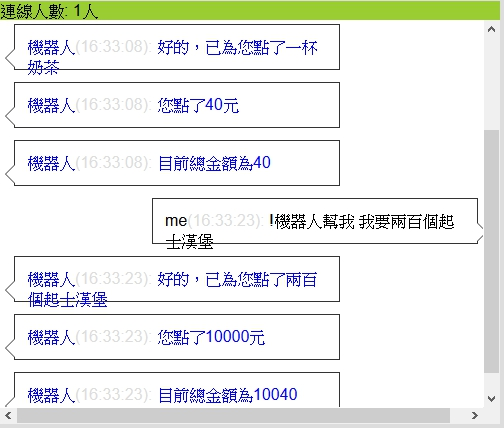 連線人數: 1人
機器人(16:33:08): 好的，已為您點了一杯
奶茶
機器人(16:33:08): 您點了40元
機器人(16:33:08): 目前總金額為40
me(16:33:23): !機器人幫我 我要兩百個起
士漢堡
機器人(16:33:23): 好的，已為您點了兩百
個起士漢堡
機器人(16:33:23): 您點了10000元
機器人(16:33:23): 目前總金額為10040